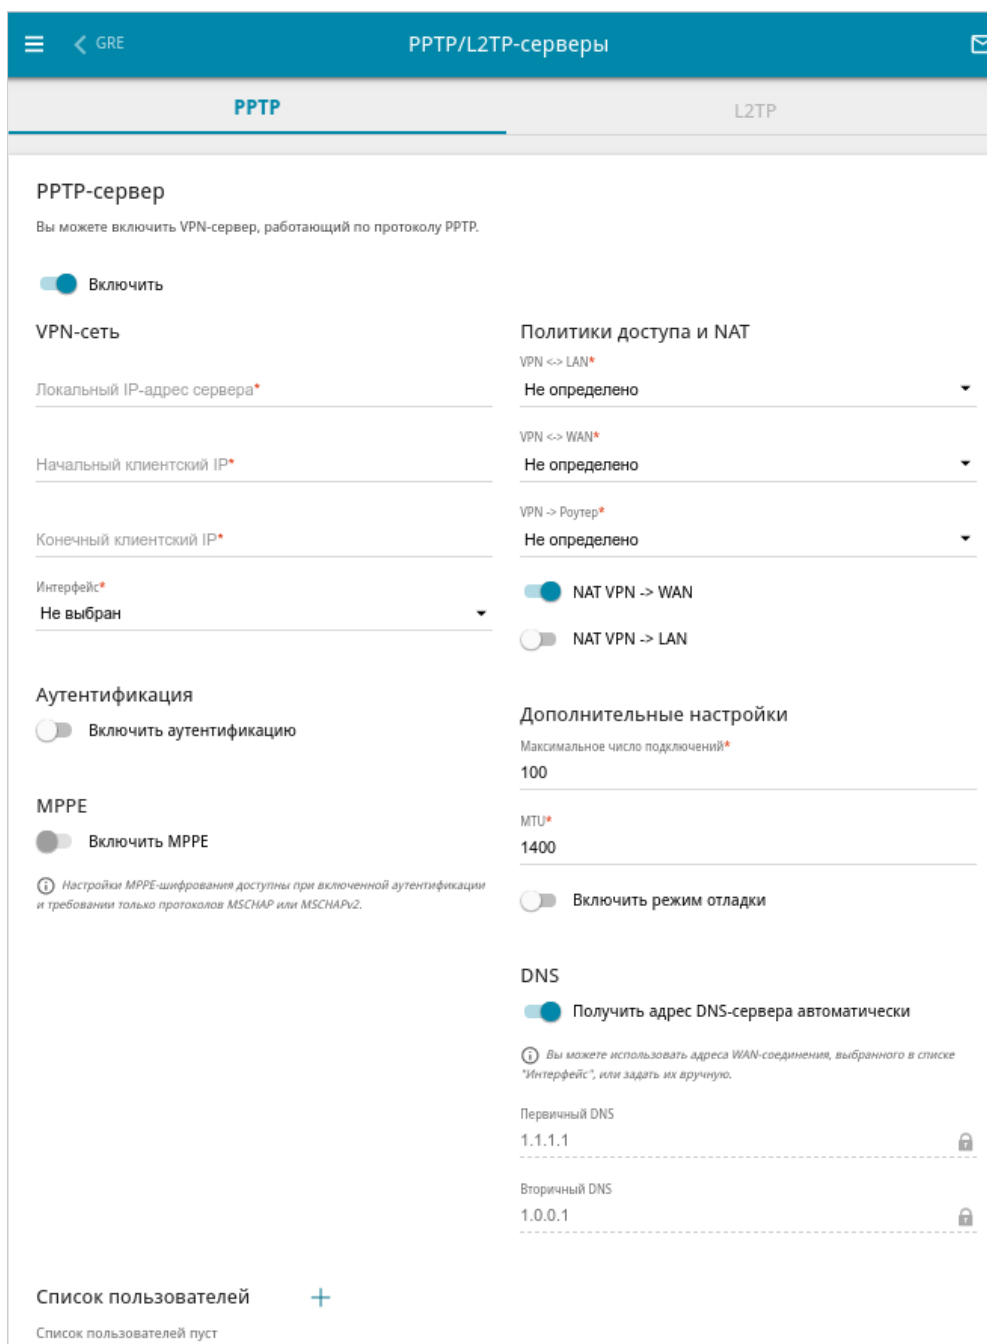 GRE
PPTP/L2TP-серверы
PPTP
L2TP
PPTP-сервер
Вы можете включить VPN-сервер, работающий по протоколу PPTP.
Включить
VPN-сеть
Локальный IP-адрес сервера*
Начальный клиентский IP*
Конечный клиентский IP*
Интерфейс*
Не выбран
Аутентификация
Включить аутентификацию
MPPE
Включить MPPE
Настройки MPPE-шифрования доступны при включенной аутентификации
и требовании только протоколов MSCHAP или MSCHAPv2.
Политики доступа и NAT
VPN <-> LAN*
Не определено
VPN <-> WAN*
Не определено
VPN -> Роутер*
Не определено
NAT VPN -> WAN
NAT VPN -> LAN
Дополнительные настройки
Максимальное число подключений*
100
MTU*
1400
Включить режим отладки
DNS
Получить адрес DNS-сервера автоматически
Вы можете использовать адреса WAN-соединения, выбранного в списке
"Интерфейс", или задать их вручную.
Первичный DNS
1.1.1.1
Вторичный DNS
1.0.0.1
Список пользователей
Список пользователей пуст